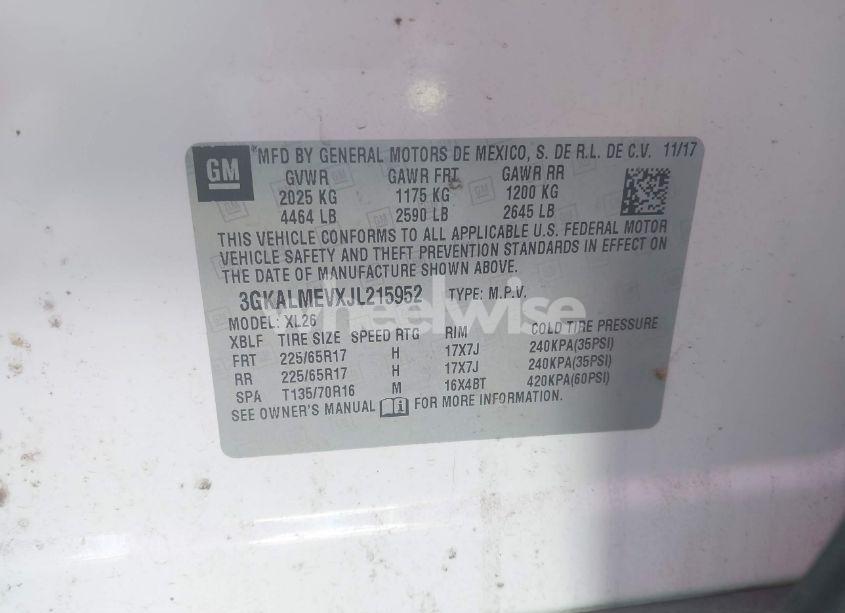 GM *MFD BY GENERAL MOTORS DE MEXICO, S. DE R.L. DE C.V. 11/17
GVWR GAWR FRT GAWR RR
2025 KG 1175 KG 1200 KG
4464 LB 2590 LB 2645 LB
THIS VEHICLE CONFORMS TO ALL APPLICABLE U.S. FEDERAL MOTOR
VEHICLE SAFETY AND THEFT PREVENTION STANDARDS IN EFFECT ON
THE DATE OF MANUFACTURE SHOWN ABOVE.
3GKALMEVXJL215952 TYPE: M.P.V.
wheelwise
MODEL: XL26
XBLF TIRE SIZE SPEED RTG RIM COLD TIRE PRESSURE
FRT 225/65R17 H 17X7J 240KPA(35PSI)
RR 225/65R17 H 17X7J 240KPA(35PSI)
SPA T135/70R16 M 16X4BT 420KPA(60PSI)
SEE OWNER'S MANUAL i FOR MORE INFORMATION.